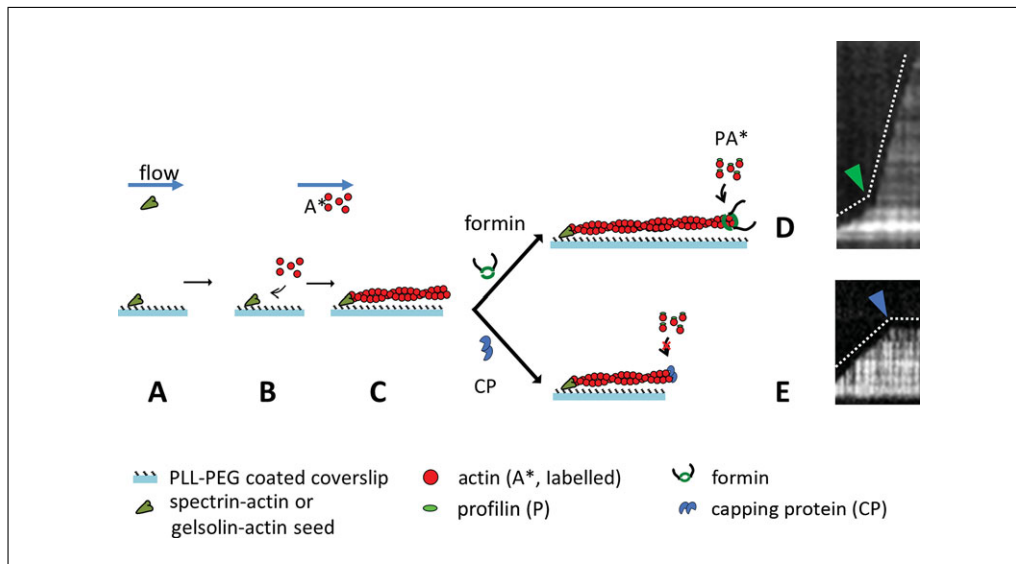 PA*
flow
A*
formin
D
CP
A
B
C
E
PLL-PEG coated coverslip
actin (A*, labelled)
formin
spectrin-actin or
gelsolin-actin seed
profilin (P)
capping protein (CP)